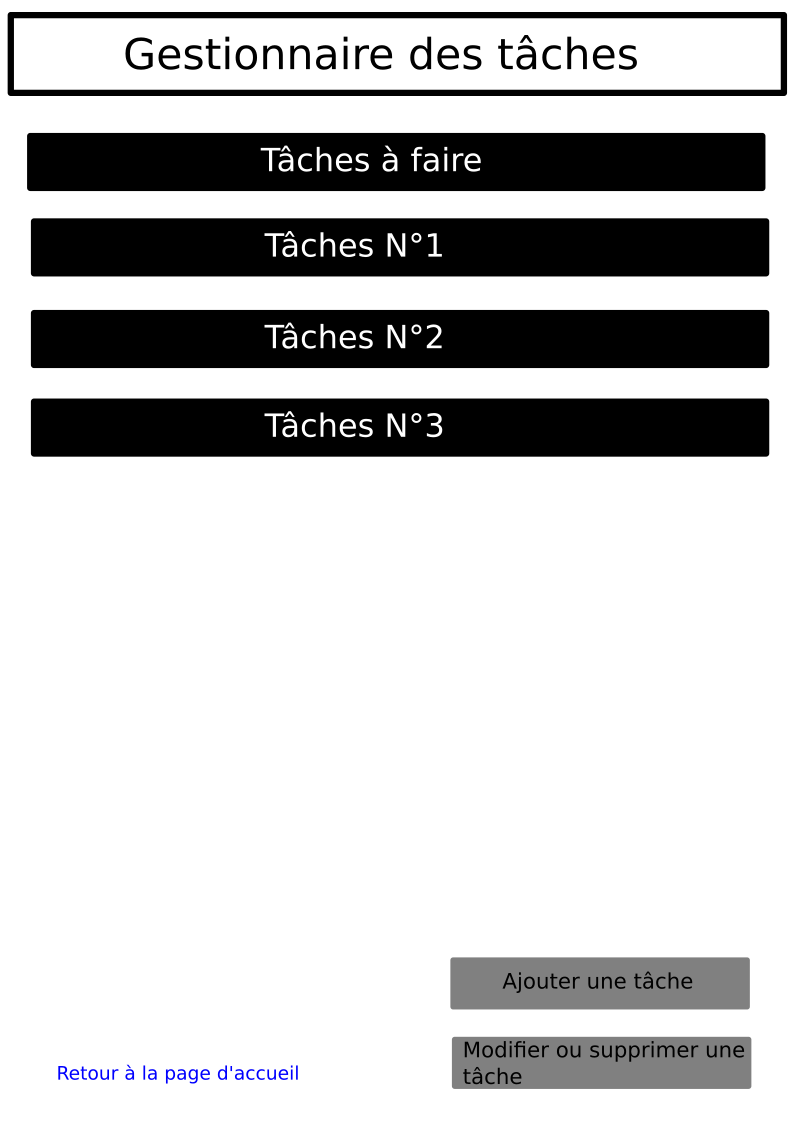 Gestionnaire des tâches
Tâches à faire
Tâches N°1
Tâches N°2
Tâches N°3
Ajouter une tâche
Modifier ou supprimer une
tâche
Retour à la page d'accueil